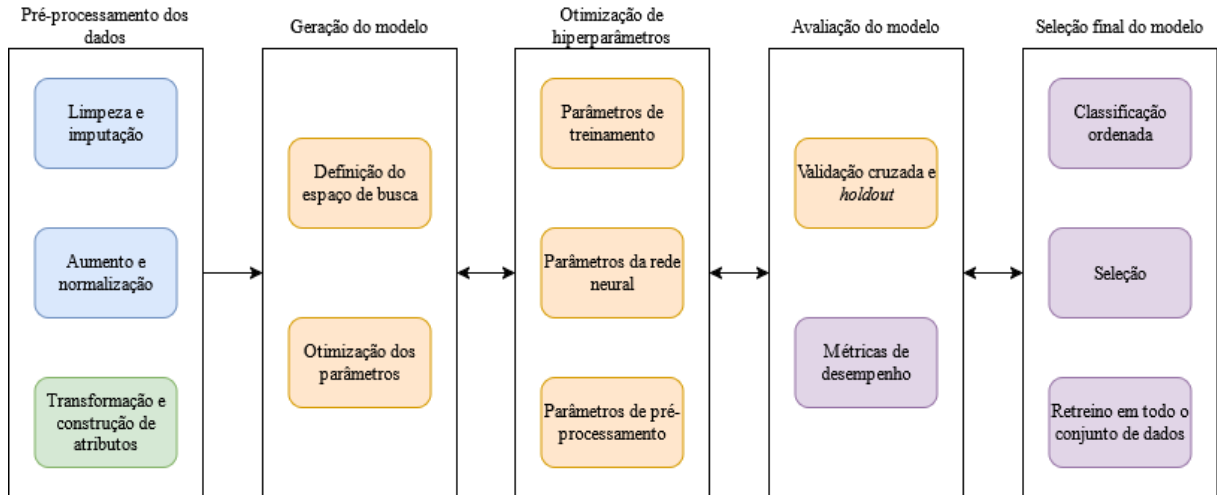 Pré-processamento dos
dados
Limpeza e
imputação
Aumento e
normalização
Transformação e
construção de
atributos
Geração do modelo
Definição do
espaço de busca
Otimização dos
parâmetros
Otimização de
hiperparâmetros
Parâmetros de
treinamento
Parâmetros da rede
neural
Parâmetros de pré-
processamento
Avaliação do modelo
Validação cruzada e
holdout
Métricas de
desempenho
Seleção final do modelo
Classificação
ordenada
Seleção
Retreino em todo o
conjunto de dados